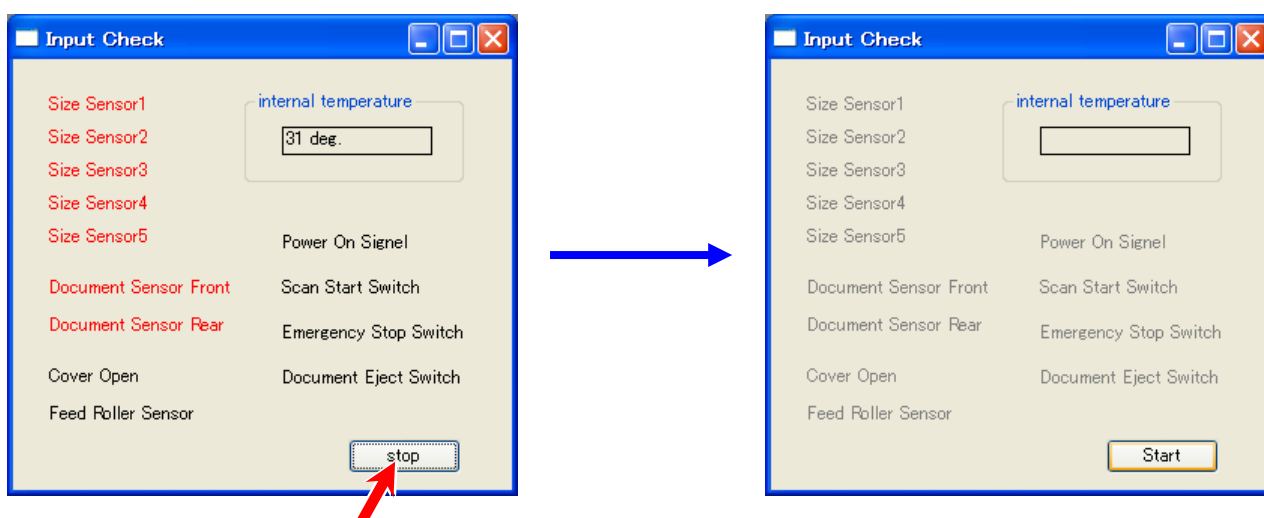 Input Check
Size Sensor1
internal temperature
Size Sensor2
31 deg.
Size Sensor3
Size Sensor4
Size Sensor5
Power On Signel
Document Sensor Front
Scan Start Switch
Document Sensor Rear
Emergency Stop Switch
Cover Open
Document Eject Switch
Feed Roller Sensor
stop
Input Check
Size Sensor1
internal temperature
Size Sensor2
Size Sensor3
Size Sensor4
Size Sensor5
Power On Signel
Document Sensor Front
Scan Start Switch
Document Sensor Rear
Emergency Stop Switch
Cover Open
Document Eject Switch
Feed Roller Sensor
Start